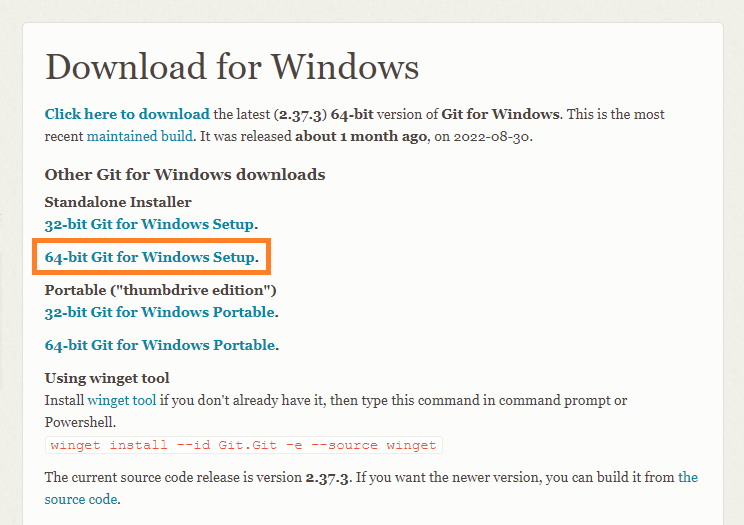 Download for Windows
Click here to download the latest (2.37.3) 64-bit version of Git for Windows. This is the most
recent maintained build. It was released about 1 month ago, on 2022-08-30.
Other Git for Windows downloads
Standalone Installer
32-bit Git for Windows Setup.
64-bit Git for Windows Setup.
Portable ("thumbdrive edition")
32-bit Git for Windows Portable.
64-bit Git for Windows Portable.
Using winget tool
Install winget tool if you don't already have it, then type this command in command prompt or
Powershell.
winget install --id Git.Git -e --source winget
The current source code release is version 2.37.3. If you want the newer version, you can build it from the
source code.